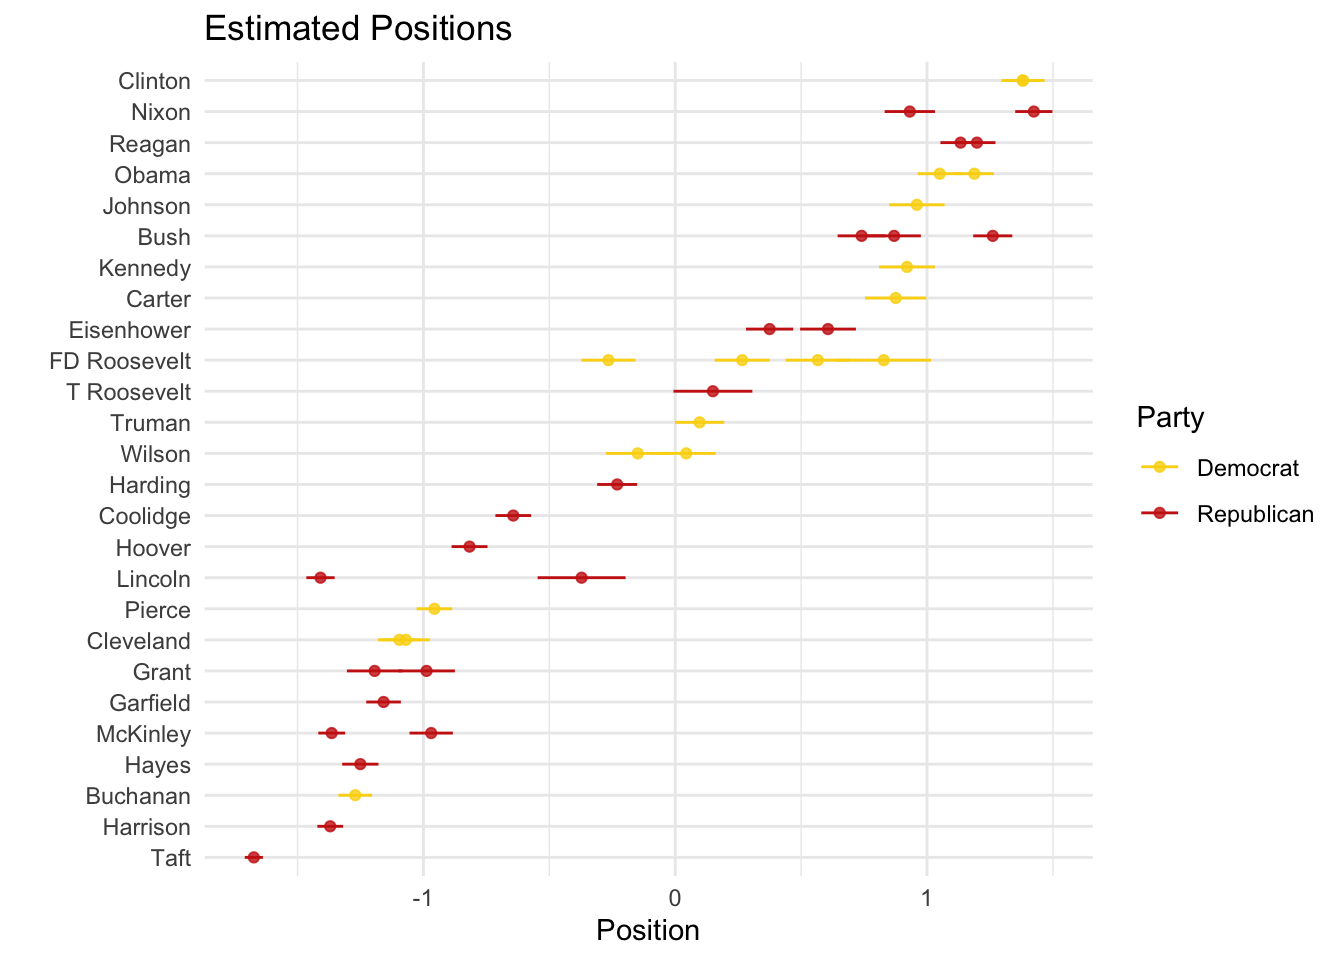 Estimated Positions
Clinton
Nixon
Reagan
Obama
Johnson
Bush
Kennedy
Carter
Eisenhower
FD Roosevelt
T Roosevelt
Truman
Wilson
Harding
Coolidge
Hoover
Lincoln
Pierce
Cleveland
Grant
Garfield
McKinley
Hayes
Buchanan
Harrison
Taft
-1 0 1
Position
Party
Democrat
Republican